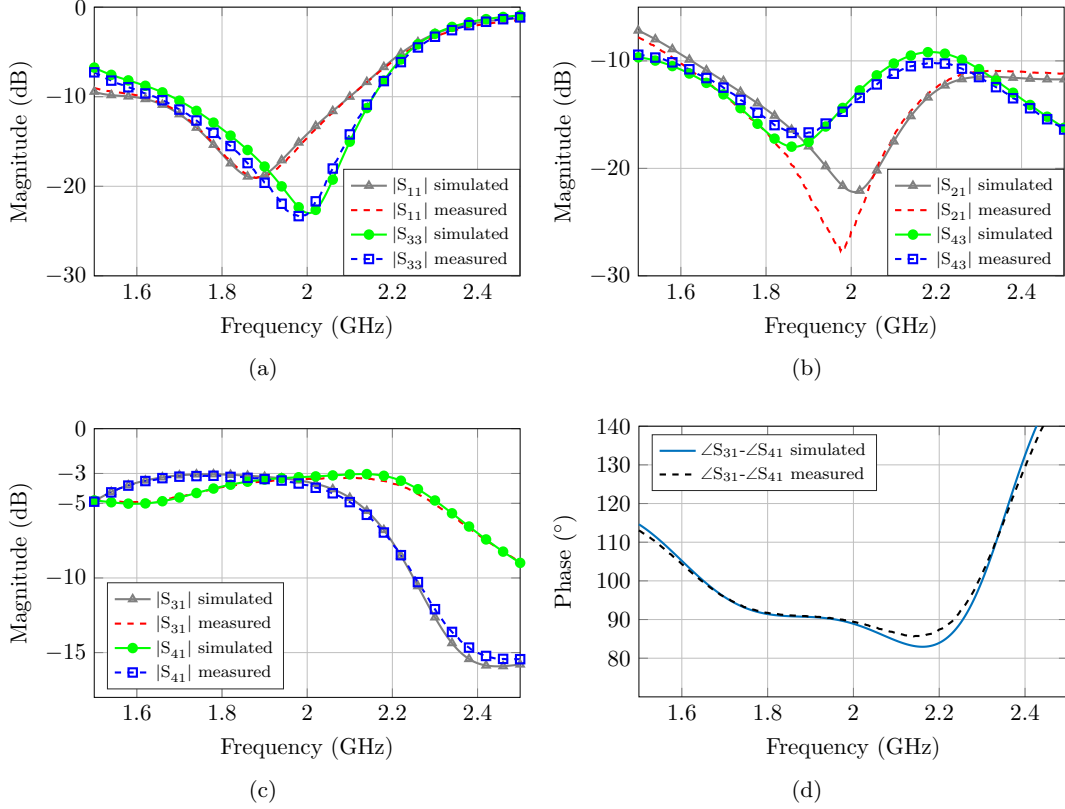 0
−10
−20
−30
Magnitude (dB)
|S11| simulated
|S11| measured
|S33| simulated
|S33| measured
1.6 1.8 2 2.2 2.4
Frequency (GHz)
(a)
−10
−20
−30
Magnitude (dB)
|S21| simulated
|S21| measured
|S43| simulated
|S43| measured
1.6 1.8 2 2.2 2.4
Frequency (GHz)
(b)
0
−3
−5
−10
−15
Magnitude (dB)
|S31| simulated
|S31| measured
|S41| simulated
|S41| measured
1.6 1.8 2 2.2 2.4
Frequency (GHz)
(c)
140
130
120
110
100
90
80
Phase (°)
∠S31-∠S41 simulated
∠S31-∠S41 measured
1.6 1.8 2 2.2 2.4
Frequency (GHz)
(d)